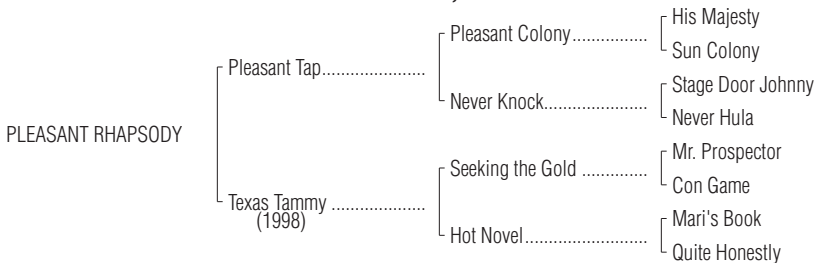 His Majesty
Pleasant Colony................
Sun Colony
Pleasant Tap......................
Stage Door Johnny
Never Knock......................
Never Hula
PLEASANT RHAPSODY
Mr. Prospector
Seeking the Gold ..............
Con Game
Texas Tammy ....................
(1998)
Mari's Book
Hot Novel..........................
Quite Honestly